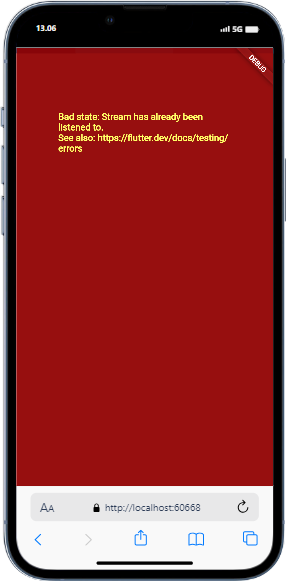 13.06
5G
DEBUG
Bad state: Stream has already been
listened to.
See also: https://flutter.dev/docs/testing/
errors
AA
http://localhost:60668